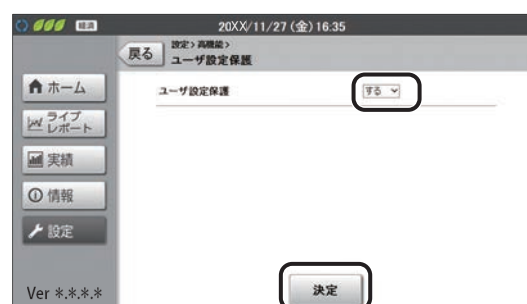 経済
20XX/11/27 (金) 16:35
戻る
設定>高機能>
ユーザ設定保護
ホーム
ユーザ設定保護
する
ライブ
レポート
実績
情報
設定
Ver *.*.*.*
決定